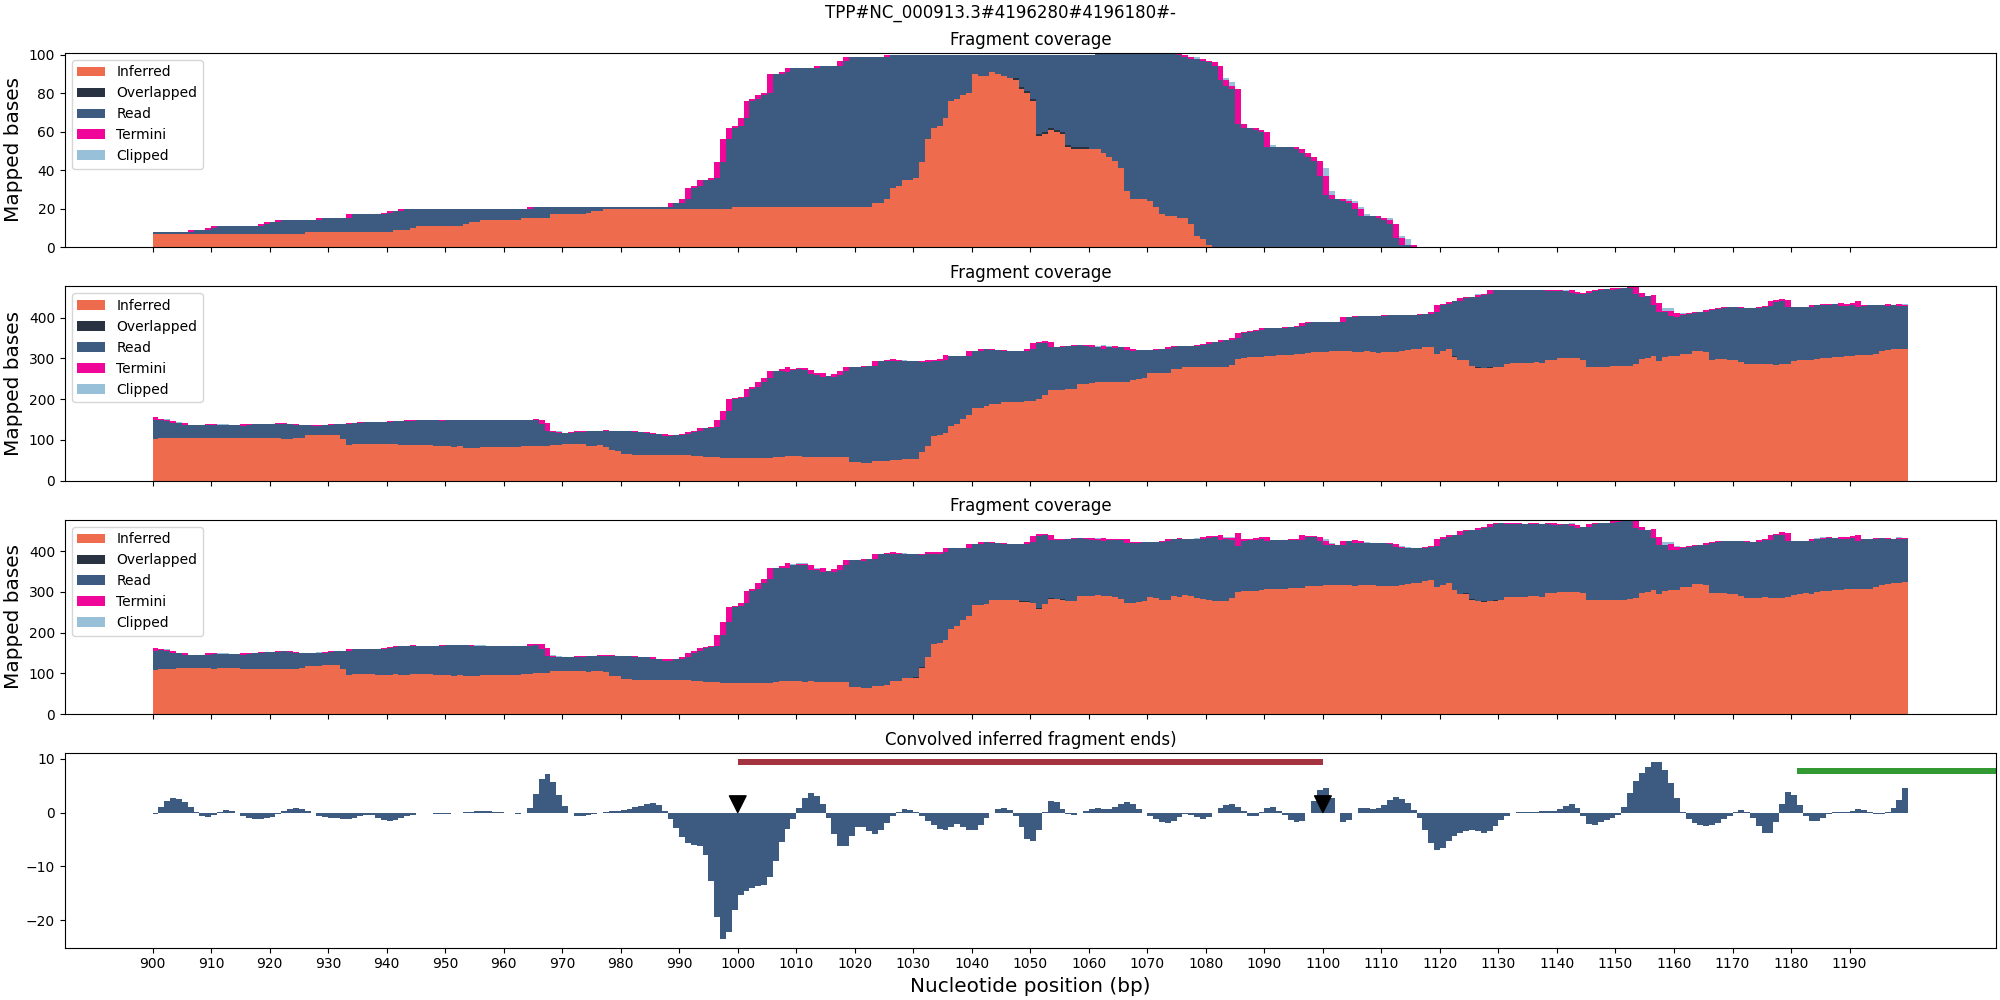 TPP#NC_000913.3#4196280#4196180#-
Fragment coverage
Mapped bases
100
80
60
40
20
0
Inferred
Overlapped
Read
Termini
Clipped
Fragment coverage
Mapped bases
400
300
200
100
0
Inferred
Overlapped
Read
Termini
Clipped
Fragment coverage
Mapped bases
400
300
200
100
0
Inferred
Overlapped
Read
Termini
Clipped
Convolved inferred fragment ends)
10
0
−10
−20
900 910 920 930 940 950 960 970 980 990 1000 1010 1020 1030 1040 1050 1060 1070 1080 1090 1100 1110 1120 1130 1140 1150 1160 1170 1180 1190
Nucleotide position (bp)